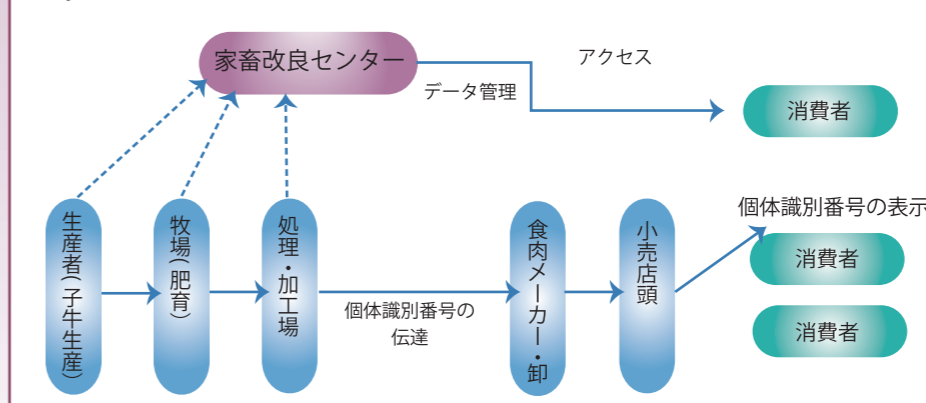 家畜改良センター
アクセス
データ管理
消費者
生産者(子牛生産)
牧場(肥育)
処理・加工場
個体識別番号の
伝達
食肉メーカー・卸
小売店頭
個体識別番号の表示
消費者
消費者